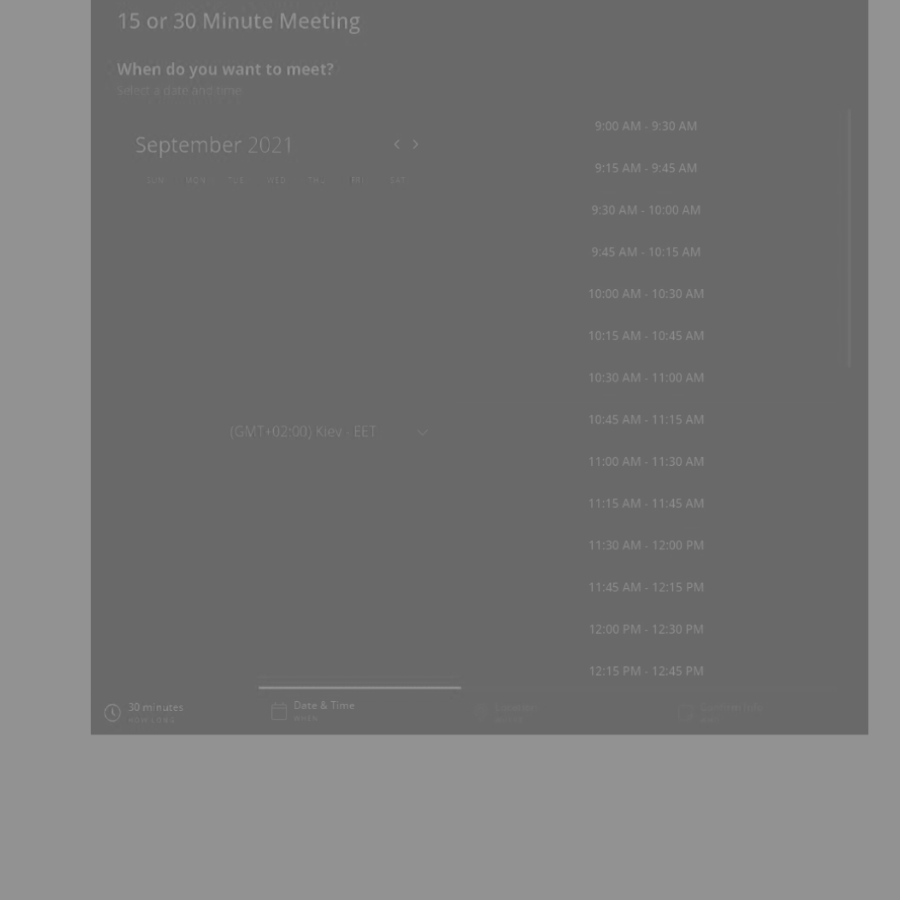 15 or 30 Minute Meeting
When do you want to meet?
Select a date and time
September 2021
SUN MON TUE WED THU FRI SAT
(GMT+02:00) Kiev - EET
9:00 AM - 9:30 AM
9:15 AM - 9:45 AM
9:30 AM - 10:00 AM
9:45 AM - 10:15 AM
10:00 AM - 10:30 AM
10:15 AM - 10:45 AM
10:30 AM - 11:00 AM
10:45 AM - 11:15 AM
11:00 AM - 11:30 AM
11:15 AM - 11:45 AM
11:30 AM - 12:00 PM
11:45 AM - 12:15 PM
12:00 PM - 12:30 PM
12:15 PM - 12:45 PM
30 minutes
HOW LONG
Date & Time
WHEN